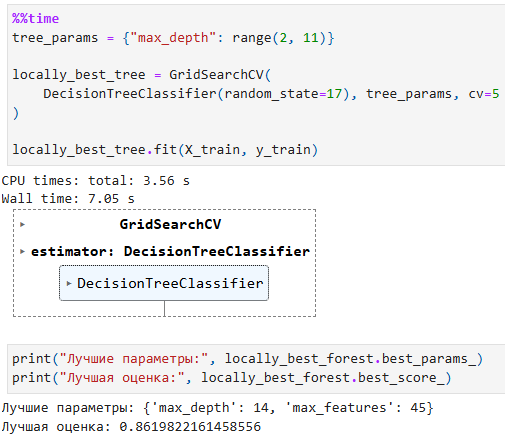 %%time
tree_params = {"max_depth": range(2, 11)}
locally_best_tree = GridSearchCV(
DecisionTreeClassifier(random_state=17), tree_params, cv=5
)
locally_best_tree.fit(X_train, y_train)
CPU times: total: 3.56 s
Wall time: 7.05 s
▸ GridSearchCV
▸ estimator: DecisionTreeClassifier
▸ DecisionTreeClassifier
print("Лучшие параметры:", locally_best_forest.best_params_)
print("Лучшая оценка:", locally_best_forest.best_score_)
Лучшие параметры: {'max_depth': 14, 'max_features': 45}
Лучшая оценка: 0.8619822161458556